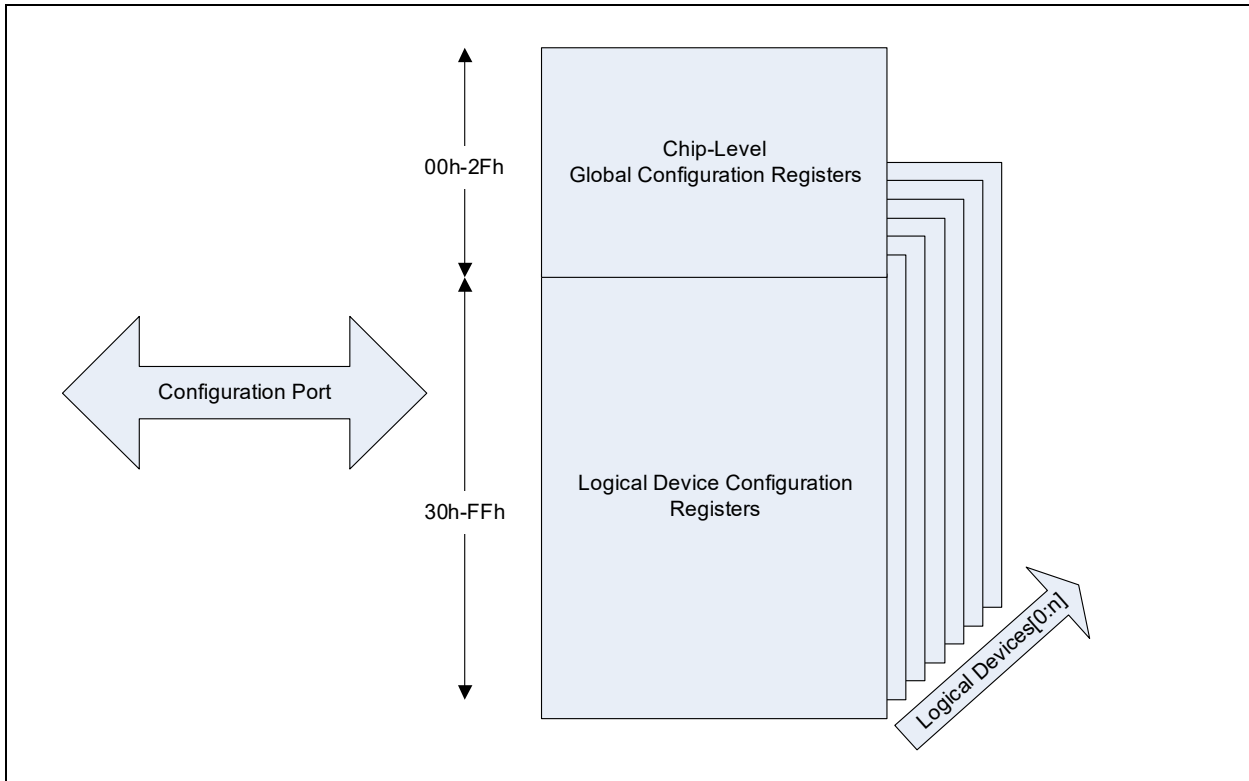 Chip-Level
Global Configuration Registers
00h-2Fh
Configuration Port
Logical Device Configuration
Registers
30h-FFh
Logical Devices[0:n]